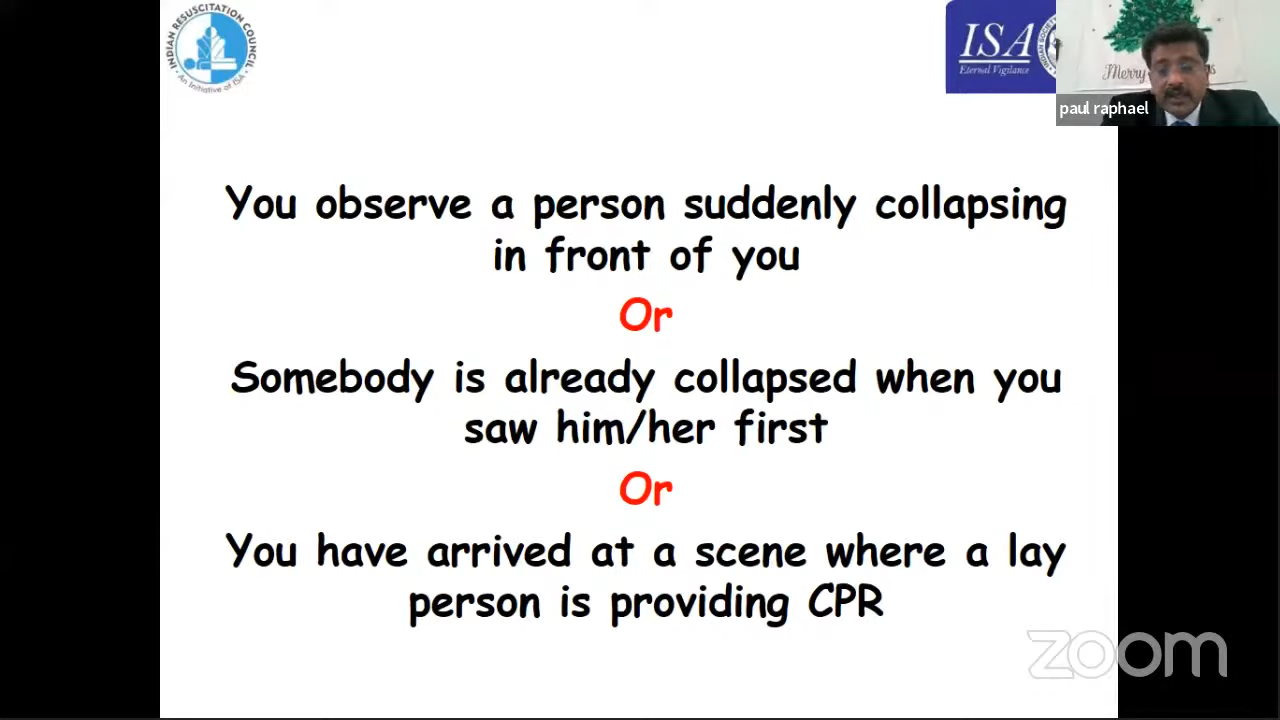 INDIAN RESUSCITATION COUNCIL
An Initiative of ISA
ISA
Eternal Vigilance
Merry
paul raphael
You observe a person suddenly collapsing
in front of you
Or
Somebody is already collapsed when you
saw him/her first
Or
You have arrived at a scene where a lay
person is providing CPR
zoom